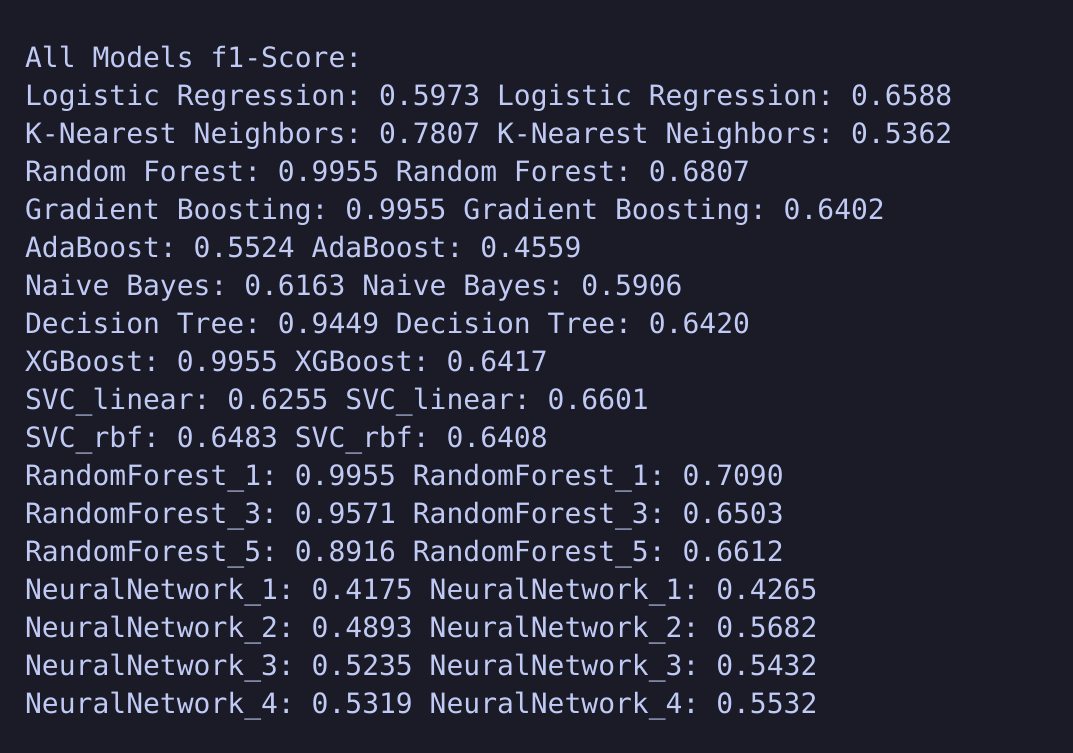 All Models f1-Score:
Logistic Regression: 0.5973 Logistic Regression: 0.6588
K-Nearest Neighbors: 0.7807 K-Nearest Neighbors: 0.5362
Random Forest: 0.9955 Random Forest: 0.6807
Gradient Boosting: 0.9955 Gradient Boosting: 0.6402
AdaBoost: 0.5524 AdaBoost: 0.4559
Naive Bayes: 0.6163 Naive Bayes: 0.5906
Decision Tree: 0.9449 Decision Tree: 0.6420
XGBoost: 0.9955 XGBoost: 0.6417
SVC_linear: 0.6255 SVC_linear: 0.6601
SVC_rbf: 0.6483 SVC_rbf: 0.6408
RandomForest_1: 0.9955 RandomForest_1: 0.7090
RandomForest_3: 0.9571 RandomForest_3: 0.6503
RandomForest_5: 0.8916 RandomForest_5: 0.6612
NeuralNetwork_1: 0.4175 NeuralNetwork_1: 0.4265
NeuralNetwork_2: 0.4893 NeuralNetwork_2: 0.5682
NeuralNetwork_3: 0.5235 NeuralNetwork_3: 0.5432
NeuralNetwork_4: 0.5319 NeuralNetwork_4: 0.5532